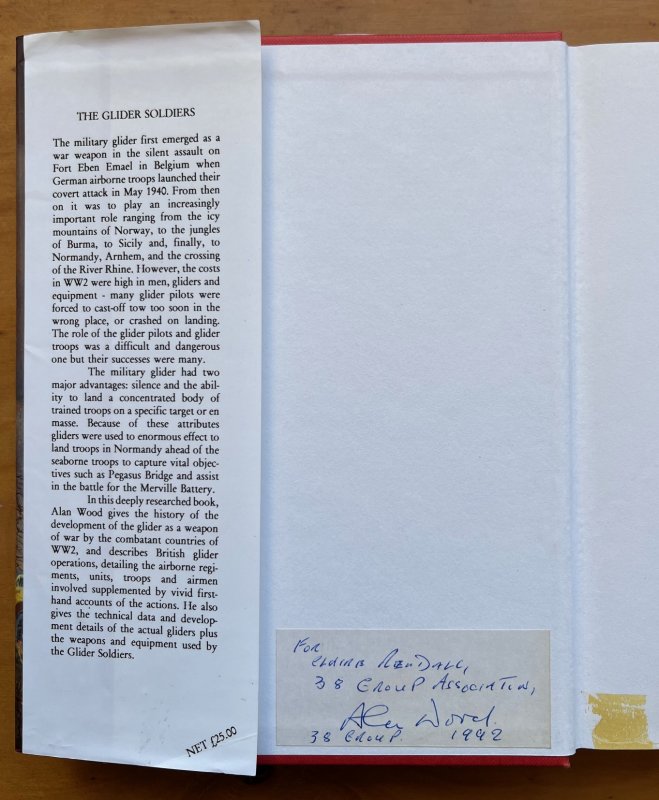 THE GLIDER SOLDIERS
The military glider first emerged as a
war weapon in the silent assault on
Fort Eben Emael in Belgium when
German airborne troops launched their
covert attack in May 1940. From then
on it was to play an increasingly
important role ranging from the icy
mountains of Norway, to the jungles
of Burma, to Sicily and, finally, to
Normandy, Arnhem, and the crossing
of the River Rhine. However, the costs
in WW2 were high in men, gliders and
equipment - many glider pilots were
forced to cast-off tow too soon in the
wrong place, or crashed on landing.
The role of the glider pilots and glider
troops was a difficult and dangerous
one but their successes were many.
The military glider had two
major advantages: silence and the abil-
ity to land a concentrated body of
trained troops on a specific target or en
masse. Because of these attributes
gliders were used to enormous effect to
land troops in Normandy ahead of the
seaborne troops to capture vital objec-
tives such as Pegasus Bridge and assist
in the battle for the Merville Battery.
In this deeply researched book,
Alan Wood gives the history of the
development of the glider as a weapon
of war by the combatant countries of
WW2, and describes British glider
operations, detailing the airborne regi-
ments, units, troops and airmen
involved supplemented by vivid first-
hand accounts of the actions. He also
gives the technical data and develop-
ment details of the actual gliders plus
the weapons and equipment used by
the Glider Soldiers.
NET £25.00
FOR
38 GROUP ASSOCIATION,
Alan Wood.
38 GROUP. 1992